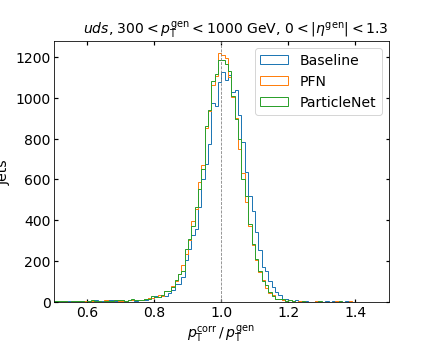 uds, 300 < p_T^gen < 1000 GeV, 0 < |η^gen| < 1.3
1200
1000
800
600
400
200
0
Jets
Baseline
PFN
ParticleNet
0.6 0.8 1.0 1.2 1.4
p_T^corr / p_T^gen